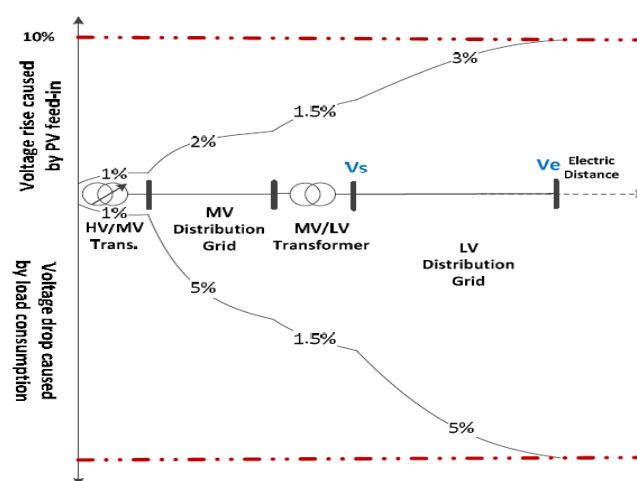 10%
Voltage rise caused
by PV feed-in
Voltage drop caused
by load consumption
1%
2%
1.5%
3%
Vs
Ve
Electric
Distance
1%
HV/MV
Trans.
MV
Distribution
Grid
MV/LV
Transformer
LV
Distribution
Grid
5%
1.5%
5%